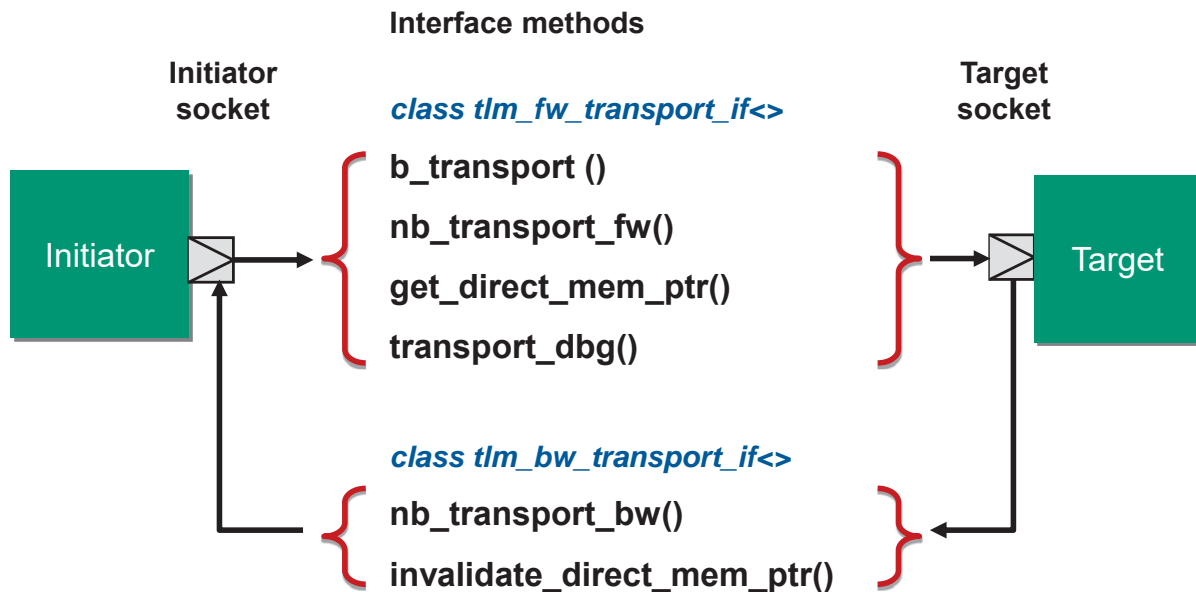 Interface methods
Initiator
socket
Target
socket
class tlm_fw_transport_if<>
b_transport ()
nb_transport_fw()
get_direct_mem_ptr()
transport_dbg()
Initiator
Target
class tlm_bw_transport_if<>
nb_transport_bw()
invalidate_direct_mem_ptr()